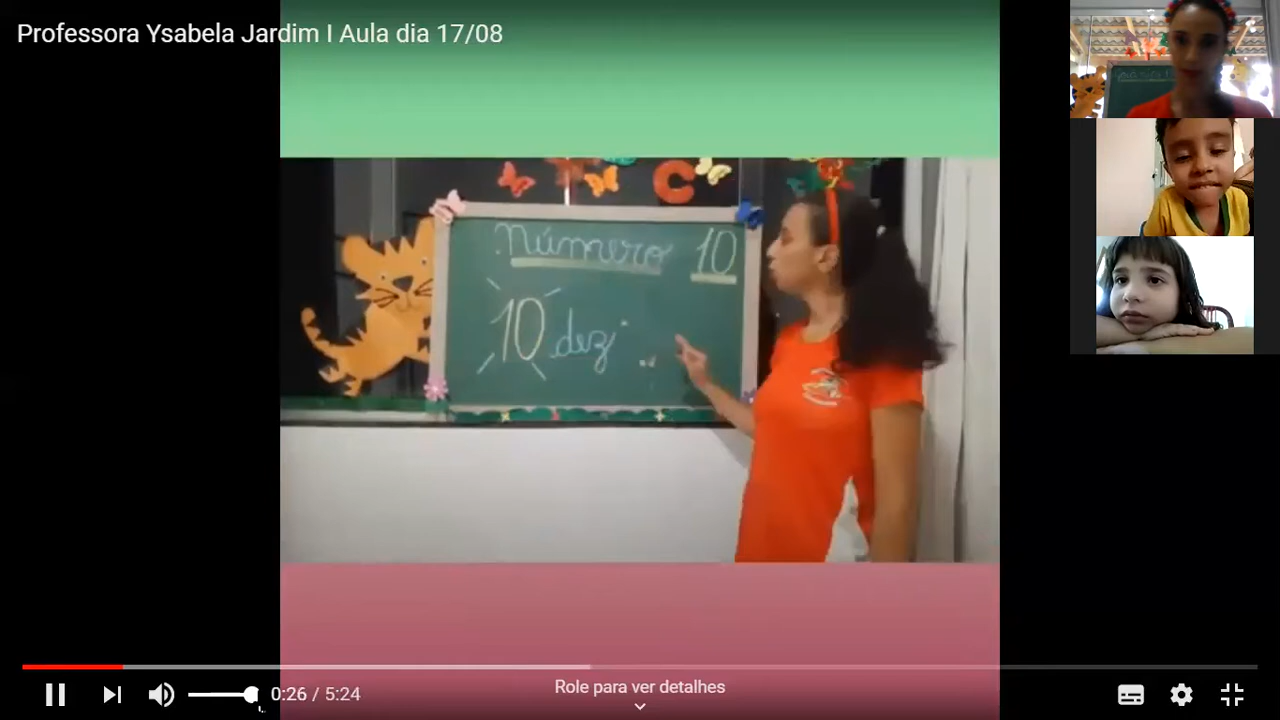 Professora Ysabela Jardim I Aula dia 17/08
C
Número 10
10 dez
0:26 / 5:24
Role para ver detalhes